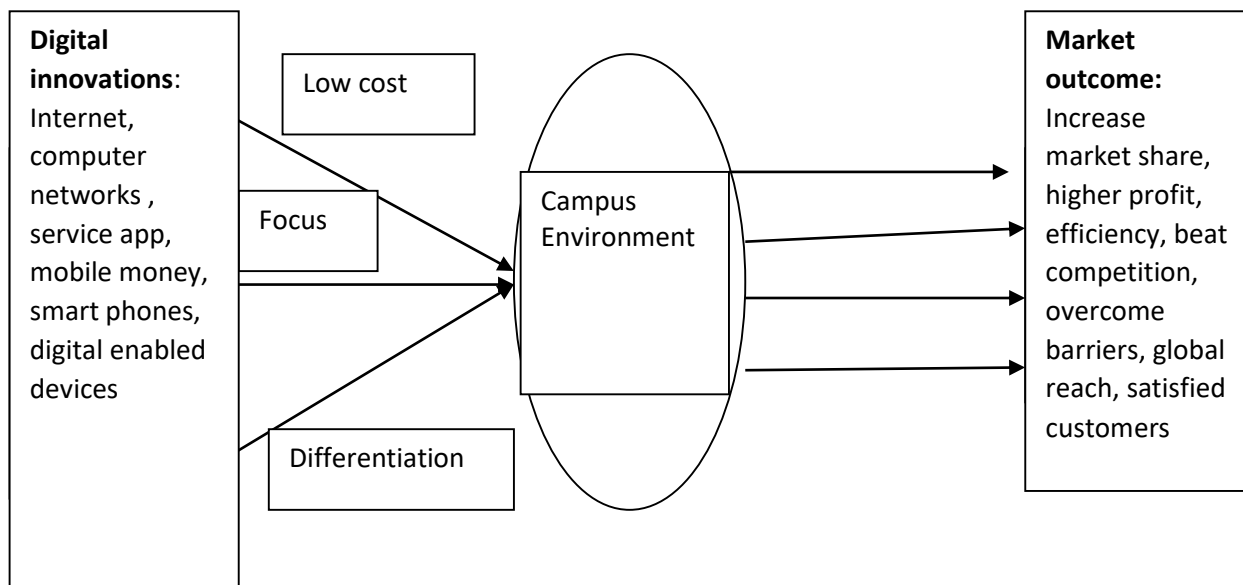 Digital
innovations:
Internet,
computer
networks ,
service app,
mobile money,
smart phones,
digital enabled
devices
Low cost
Focus
Differentiation
Campus
Environment
Market
outcome:
Increase
market share,
higher profit,
efficiency, beat
competition,
overcome
barriers, global
reach, satisfied
customers